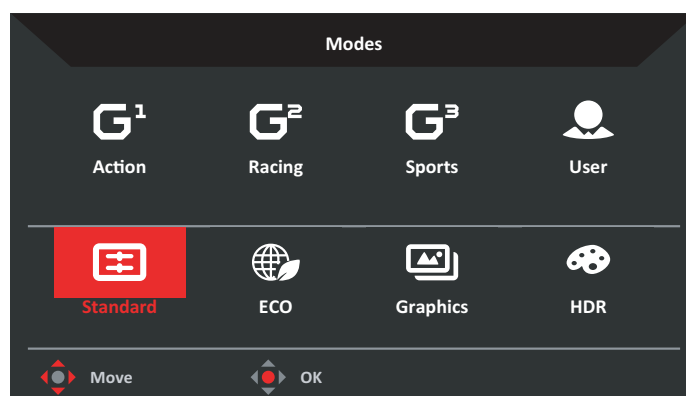 Modes
G¹ G² G³
Action Racing Sports User
Standard ECO Graphics HDR
Move OK